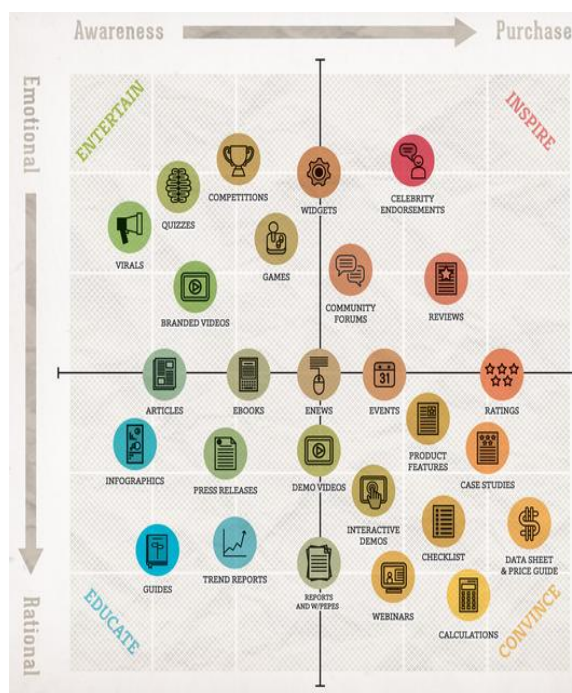 Awareness
Purchase
Emotional
Rational
ENTERTAIN
INSPIRE
COMPETITIONS
WIDGETS
CELEBRITY
ENDORSEMENTS
QUIZZES
VIRALS
GAMES
COMMUNITY
FORUMS
REVIEWS
BRANDED VIDEOS
31
ARTICLES
EBOOKS
ENEWS
EVENTS
RATINGS
INFOGRAPHICS
PRESS RELEASES
DEMO VIDEOS
PRODUCT
FEATURES
CASE STUDIES
INTERACTIVE
DEMOS
CHECKLIST
DATA SHEET
& PRICE GUIDE
GUIDES
TREND REPORTS
REPORTS
AND W/PEPES
WEBINARS
CALCULATIONS
EDUCATE
CONVINCE